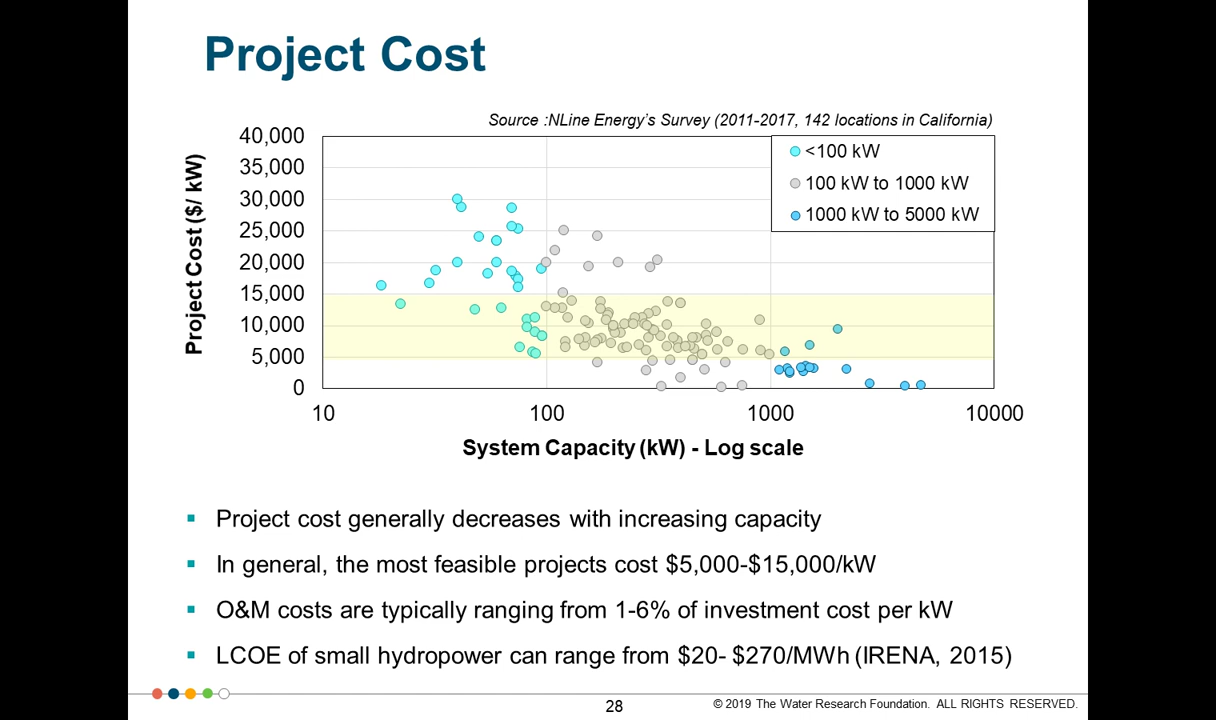 Project Cost
Source :NLine Energy's Survey (2011-2017, 142 locations in California)
Project Cost ($/ kW)
40,000
35,000
30,000
25,000
20,000
15,000
10,000
5,000
0
<100 kW
100 kW to 1000 kW
1000 kW to 5000 kW
10
100
1000
10000
System Capacity (kW) - Log scale
Project cost generally decreases with increasing capacity
In general, the most feasible projects cost $5,000-$15,000/kW
O&M costs are typically ranging from 1-6% of investment cost per kW
LCOE of small hydropower can range from $20- $270/MWh (IRENA, 2015)
28
© 2019 The Water Research Foundation. ALL RIGHTS RESERVED.